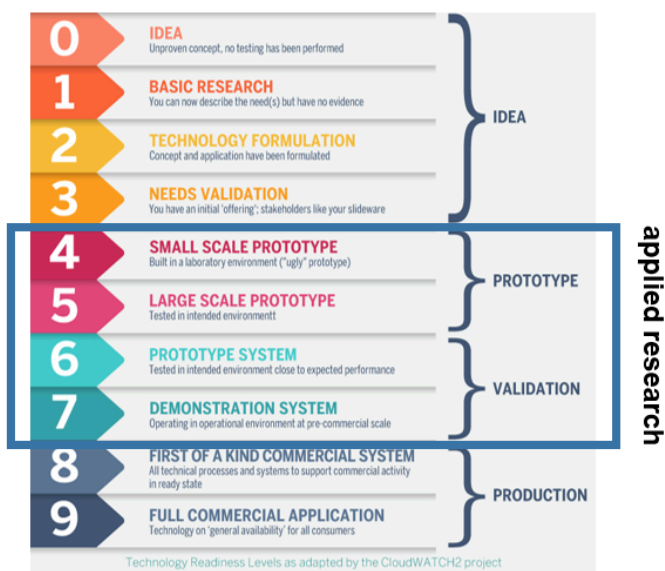 0
IDEA
Unproven concept, no testing has been performed
1
BASIC RESEARCH
You can now describe the need(s) but have no evidence
2
TECHNOLOGY FORMULATION
Concept and application have been formulated
3
NEEDS VALIDATION
You have an initial 'offering'; stakeholders like your slideware
IDEA
4
SMALL SCALE PROTOTYPE
Built in a laboratory environment ("ugly" prototype)
5
LARGE SCALE PROTOTYPE
Tested in intended environmentt
PROTOTYPE
6
PROTOTYPE SYSTEM
Tested in intended environment close to expected performance
7
DEMONSTRATION SYSTEM
Operating in operational environment at pre-commercial scale
VALIDATION
applied research
8
FIRST OF A KIND COMMERCIAL SYSTEM
All technical processes and systems to support commercial activity
in ready state
9
FULL COMMERCIAL APPLICATION
Technology on 'general availability' for all consumers
PRODUCTION
Technology Readiness Levels as adapted by the CloudWATCH2 project